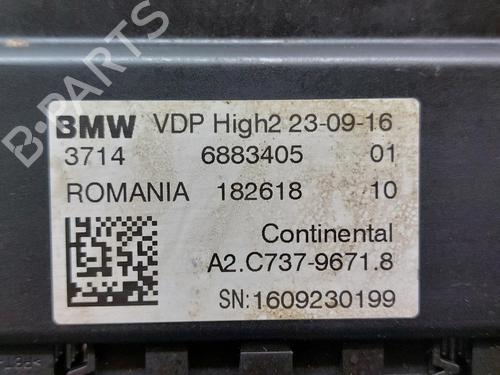 B-PARTS
BMW VDP High2 23-09-16
3714 6883405 01
ROMANIA 182618 10
Continental
A2.C737-9671.8
SN:1609230199